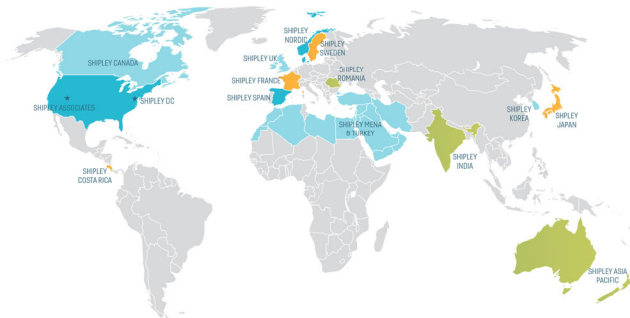 SHIPLEY
NORDIC
SHIPLEY
SWEDEN
SHIPLEY CANADA
SHIPLEY UK
SHIPLEY
ROMANIA
SHIPLEY FRANCE
SHIPLEY SPAIN
SHIPLEY ASSOCIATES
SHIPLEY DC
SHIPLEY
KOREA
SHIPLEY
JAPAN
SHIPLEY MENA
& TURKEY
SHIPLEY
INDIA
SHIPLEY
COSTA RICA
SHIPLEY ASIA
PACIFIC